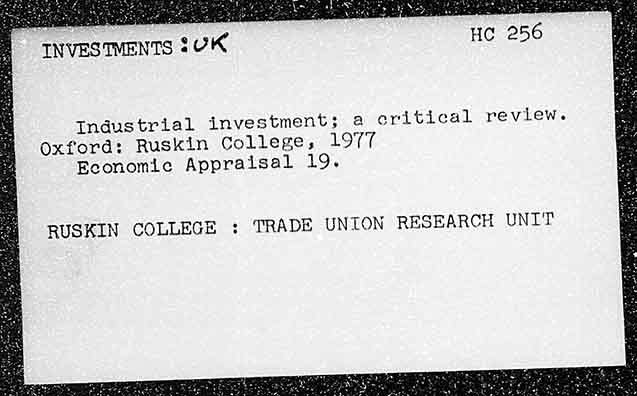 INVESTMENTS : UK
HC 256
Industrial investment; a critical review.
Oxford: Ruskin College, 1977
Economic Appraisal 19.
RUSKIN COLLEGE : TRADE UNION RESEARCH UNIT